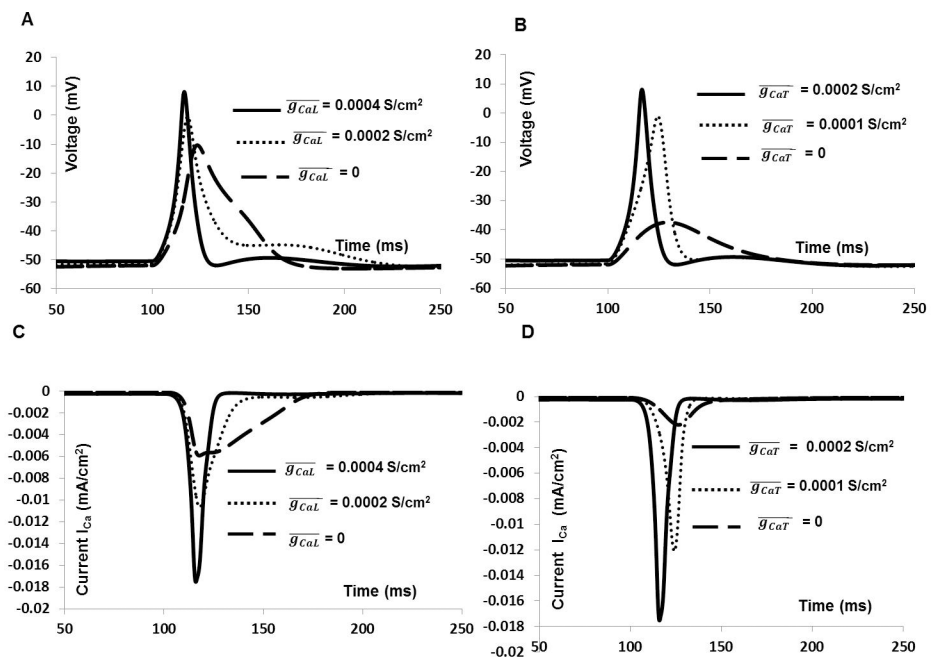 A
20
10
0
-10
-20
-30
-40
-50
-60
50 100 150 200 250
Voltage (mV)
Time (ms)
g̅CaL = 0.0004 S/cm²
g̅CaL = 0.0002 S/cm²
g̅CaL = 0
B
20
10
0
-10
-20
-30
-40
-50
-60
50 100 150 200 250
Voltage (mV)
Time (ms)
g̅CaT = 0.0002 S/cm²
g̅CaT = 0.0001 S/cm²
g̅CaT = 0
C
0
-0.002
-0.004
-0.006
-0.008
-0.01
-0.012
-0.014
-0.016
-0.018
-0.02
50 100 150 200 250
Current ICa (mA/cm²)
Time (ms)
g̅CaL = 0.0004 S/cm²
g̅CaL = 0.0002 S/cm²
g̅CaL = 0
D
0
-0.002
-0.004
-0.006
-0.008
-0.01
-0.012
-0.014
-0.016
-0.018
-0.02
50 100 150 200 250
Current ICa (mA/cm²)
Time (ms)
g̅CaT = 0.0002 S/cm²
g̅CaT = 0.0001 S/cm²
g̅CaT = 0